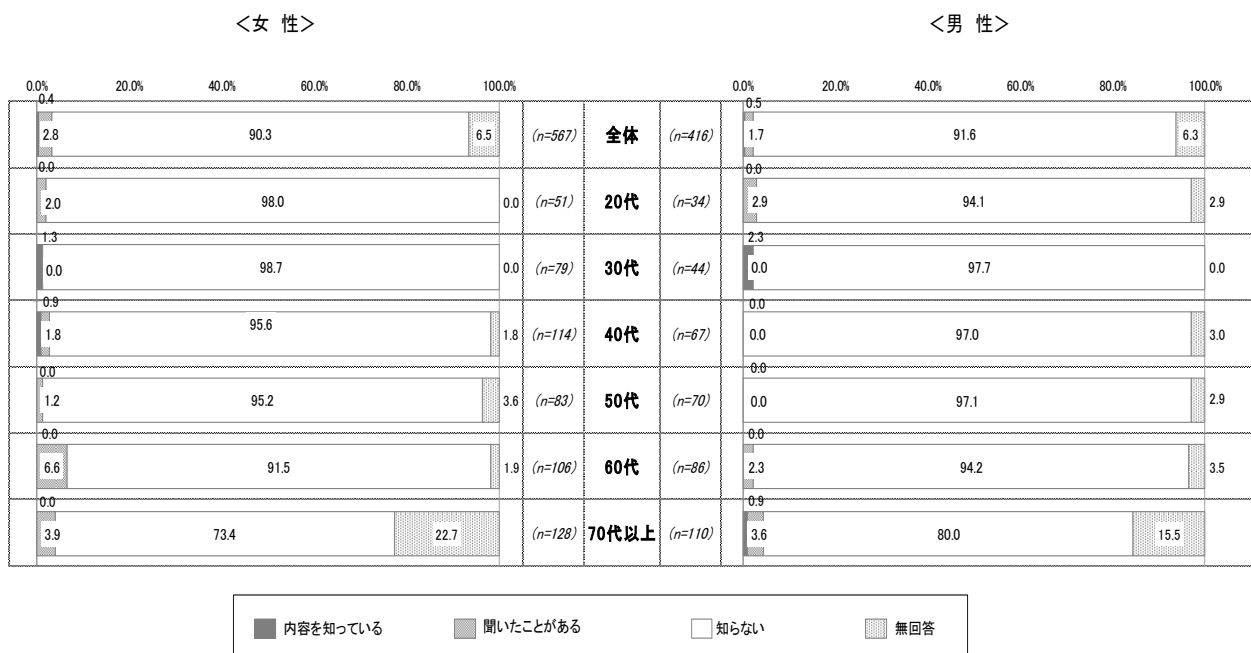 ＜女 性＞ ＜男 性＞
0.0% 20.0% 40.0% 60.0% 80.0% 100.0% 0.0% 20.0% 40.0% 60.0% 80.0% 100.0%
0.4 0.5
2.8 90.3 6.5 (n=567) 全体 (n=416) 1.7 91.6 6.3
0.0 0.0
2.0 98.0 0.0 (n=51) 20代 (n=34) 2.9 94.1 2.9
1.3 2.3
0.0 98.7 0.0 (n=79) 30代 (n=44) 0.0 97.7 0.0
0.9 0.0
1.8 95.6 1.8 (n=114) 40代 (n=67) 0.0 97.0 3.0
0.0 0.0
1.2 95.2 3.6 (n=83) 50代 (n=70) 0.0 97.1 2.9
0.0 0.0
6.6 91.5 1.9 (n=106) 60代 (n=86) 2.3 94.2 3.5
0.0 0.9
3.9 73.4 22.7 (n=128) 70代以上 (n=110) 3.6 80.0 15.5
内容を知っている 聞いたことがある 知らない 無回答